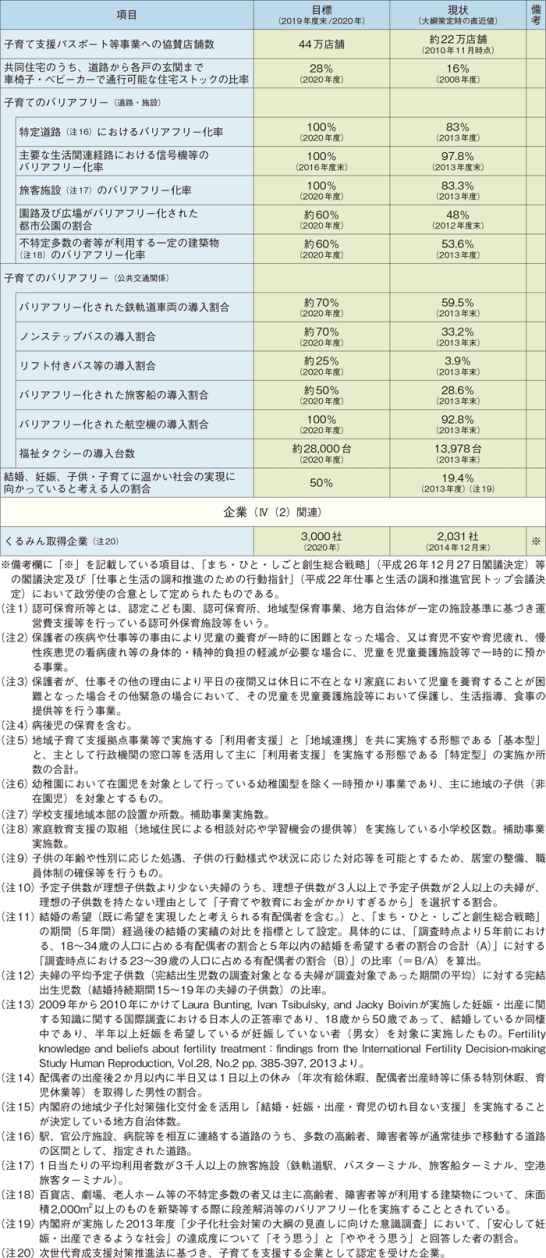 項目 目標 (2019年度末/2020年) 現状 (大綱策定時の直近値) 備考
子育て支援パスポート等事業への協賛店舗数 44万店舗 約22万店舗 (2010年11月時点)
共同住宅のうち、道路から各戸の玄関まで
車椅子・ベビーカーで通行可能な住宅ストックの比率 28% (2020年度) 16% (2008年度)
子育てのバリアフリー(道路・施設)
特定道路(注16)におけるバリアフリー化率 100% (2020年度) 83% (2013年度)
主要な生活関連経路における信号機等の
バリアフリー化率 100% (2016年度末) 97.8% (2013年度末)
旅客施設(注17)のバリアフリー化率 100% (2020年度) 83.3% (2013年度)
園路及び広場がバリアフリー化された
都市公園の割合 約60% (2020年度) 48% (2012年度末)
不特定多数の者等が利用する一定の建築物
(注18)のバリアフリー化率 約60% (2020年度) 53.6% (2013年度)
子育てのバリアフリー(公共交通関係)
バリアフリー化された鉄軌道車両の導入割合 約70% (2020年度) 59.5% (2013年末)
ノンステップバスの導入割合 約70% (2020年度) 33.2% (2013年末)
リフト付きバス等の導入割合 約25% (2020年度) 3.9% (2013年末)
バリアフリー化された旅客船の導入割合 約50% (2020年度) 28.6% (2013年末)
バリアフリー化された航空機の導入割合 100% (2020年度) 92.8% (2013年末)
福祉タクシーの導入台数 約28,000台 (2020年度) 13,978台 (2013年末)
結婚、妊娠、子供・子育てに温かい社会の実現に
向かっていると考える人の割合 50% 19.4% (2013年度)(注19)
企業(Ⅳ(2)関連)
くるみん取得企業(注20) 3,000社 (2020年) 2,031社 (2014年12月末) ※
※備考欄に「※」を記載している項目は、「まち・ひと・しごと創生総合戦略」(平成26年12月27日閣議決定)等
の閣議決定及び「仕事と生活の調和推進のための行動指針」(平成22年仕事と生活の調和推進官民トップ会議決
定)において政労使の合意として定められたものである。
(注1)認可保育所等とは、認定こども園、認可保育所、地域型保育事業、地方自治体が一定の施設基準に基づき運
営費支援等を行っている認可外保育施設等をいう。
(注2)保護者の疾病や仕事等の事由により児童の養育が一時的に困難となった場合、又は育児不安や育児疲れ、慢
性疾患児の看病疲れ等の身体的・精神的負担の軽減が必要な場合に、児童を児童養護施設等で一時的に預か
る事業。
(注3)保護者が、仕事その他の理由により平日の夜間又は休日に不在となり家庭において児童を養育することが困
難となった場合その他緊急の場合において、その児童を児童養護施設等において保護し、生活指導、食事の
提供等を行う事業。
(注4)病後児の保育を含む。
(注5)地域子育て支援拠点事業等で実施する「利用者支援」と「地域連携」を共に実施する形態である「基本型」
と、主として行政機関の窓口等を活用して主に「利用者支援」を実施する形態である「特定型」の実施か所
数の合計。
(注6)幼稚園において在園児を対象として行っている幼稚園型を除く一時預かり事業であり、主に地域の子供(非
在園児)を対象とするもの。
(注7)学校支援地域本部の設置か所数。補助事業実施数。
(注8)家庭教育支援の取組(地域住民による相談対応や学習機会の提供等)を実施している小学校区数。補助事業
実施数。
(注9)子供の年齢や性別に応じた処遇、子供の行動様式や状況に応じた対応等を可能とするため、居室の整備、職
員体制の確保等を行うもの。
(注10)予定子供数が理想子供数より少ない夫婦のうち、理想子供数が3人以上で予定子供数が2人以上の夫婦が、
理想の子供数を持たない理由として「子育てや教育にお金がかかりすぎるから」を選択する割合。
(注11)結婚の希望(既に希望を実現したと考えられる有配偶者を含む。)と、「まち・ひと・しごと創生総合戦略」
の期間(5年間)経過後の結婚の実績の対比を指標として設定。具体的には、「調査時点より5年前におけ
る、18〜34歳の人口に占める有配偶者の割合と5年以内の結婚を希望する者の割合の合計(A)」に対する
「調査時点における23〜39歳の人口に占める有配偶者の割合(B)」の比率(=B/A)を算出。
(注12)夫婦の平均予定子供数(完結出生児数の調査対象となる夫婦が調査対象であった期間の平均)に対する完結
出生児数(結婚持続期間15〜19年の夫婦の子供数)の比率。
(注13)2009年から2010年にかけてLaura Bunting, Ivan Tsibulsky, and Jacky Boivinが実施した妊娠・出産に関
する知識に関する国際調査における日本人の正答率であり、18歳から50歳であって、結婚しているか同棲
中であり、半年以上妊娠を希望しているが妊娠していない者(男女)を対象に実施したもの。Fertility
knowledge and beliefs about fertility treatment：findings from the International Fertility Decision-making
Study Human Reproduction, Vol.28, No.2 pp. 385-397, 2013より。
(注14)配偶者の出産後2か月以内に半日又は1日以上の休み(年次有給休暇、配偶者出産時等に係る特別休暇、育
児休業等)を取得した男性の割合。
(注15)内閣府の地域少子化対策強化交付金を活用し「結婚・妊娠・出産・育児の切れ目ない支援」を実施すること
が決定している地方自治体数。
(注16)駅、官公庁施設、病院等を相互に連絡する道路のうち、多数の高齢者、障害者等が通常徒歩で移動する道路
の区間として、指定された道路。
(注17)1日当たりの平均利用者数が3千人以上の旅客施設(鉄軌道駅、バスターミナル、旅客船ターミナル、空港
旅客ターミナル)。
(注18)百貨店、劇場、老人ホーム等の不特定多数の者又は主に高齢者、障害者等が利用する建築物について、床面
積2,000m²以上のものを新築等する際に段差解消等のバリアフリー化を実施することとされている。
(注19)内閣府が実施した2013年度「少子化社会対策の大綱の見直しに向けた意識調査」において、「安心して妊
娠・出産できるような社会」の達成度について「そう思う」と「ややそう思う」と回答した者の割合。
(注20)次世代育成支援対策推進法に基づき、子育てを支援する企業として認定を受けた企業。